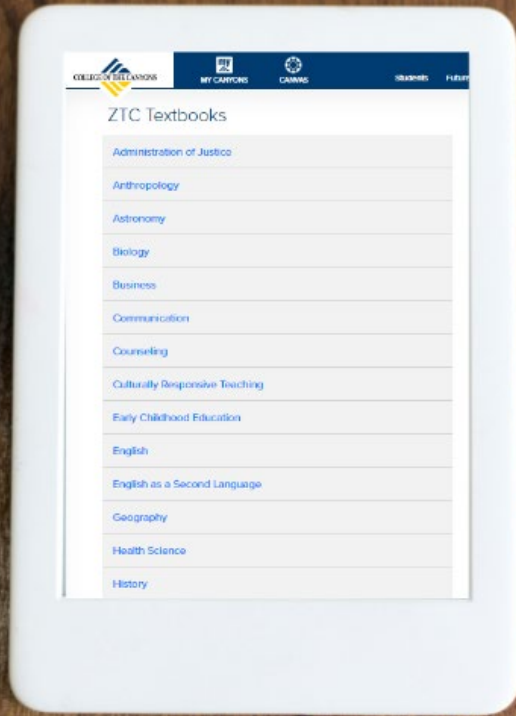 COLLEGE OF THE CANYONS
MY CANYONS
CANVAS
Students
Future
ZTC Textbooks
Administration of Justice
Anthropology
Astronomy
Biology
Business
Communication
Counseling
Culturally Responsive Teaching
Early Childhood Education
English
English as a Second Language
Geography
Health Science
History